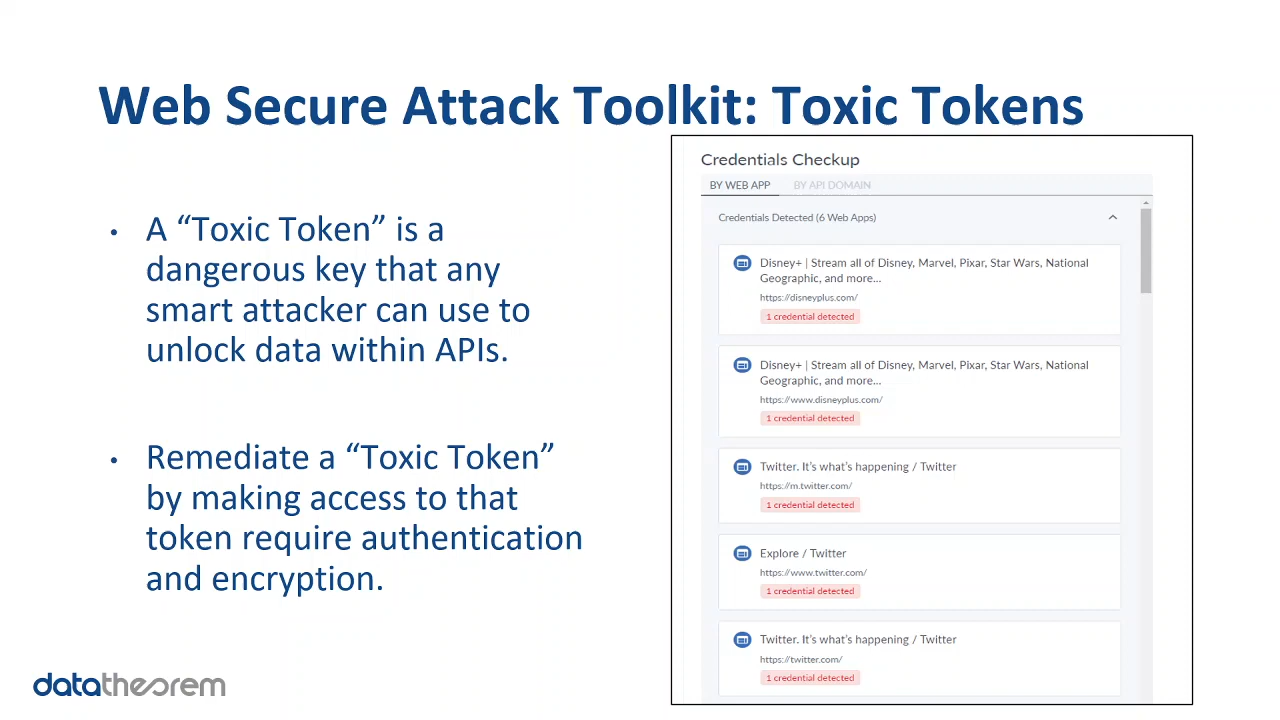 Web Secure Attack Toolkit: Toxic Tokens
• A “Toxic Token” is a
dangerous key that any
smart attacker can use to
unlock data within APIs.
• Remediate a “Toxic Token”
by making access to that
token require authentication
and encryption.
Credentials Checkup
BY WEB APP BY API DOMAIN
Credentials Detected (6 Web Apps)
Disney+ | Stream all of Disney, Marvel, Pixar, Star Wars, National
Geographic, and more...
https://disneyplus.com/
1 credential detected
Disney+ | Stream all of Disney, Marvel, Pixar, Star Wars, National
Geographic, and more...
https://www.disneyplus.com/
1 credential detected
Twitter. It’s what’s happening / Twitter
https://m.twitter.com/
1 credential detected
Explore / Twitter
https://www.twitter.com/
1 credential detected
Twitter. It’s what’s happening / Twitter
https://twitter.com/
1 credential detected
datatheorem